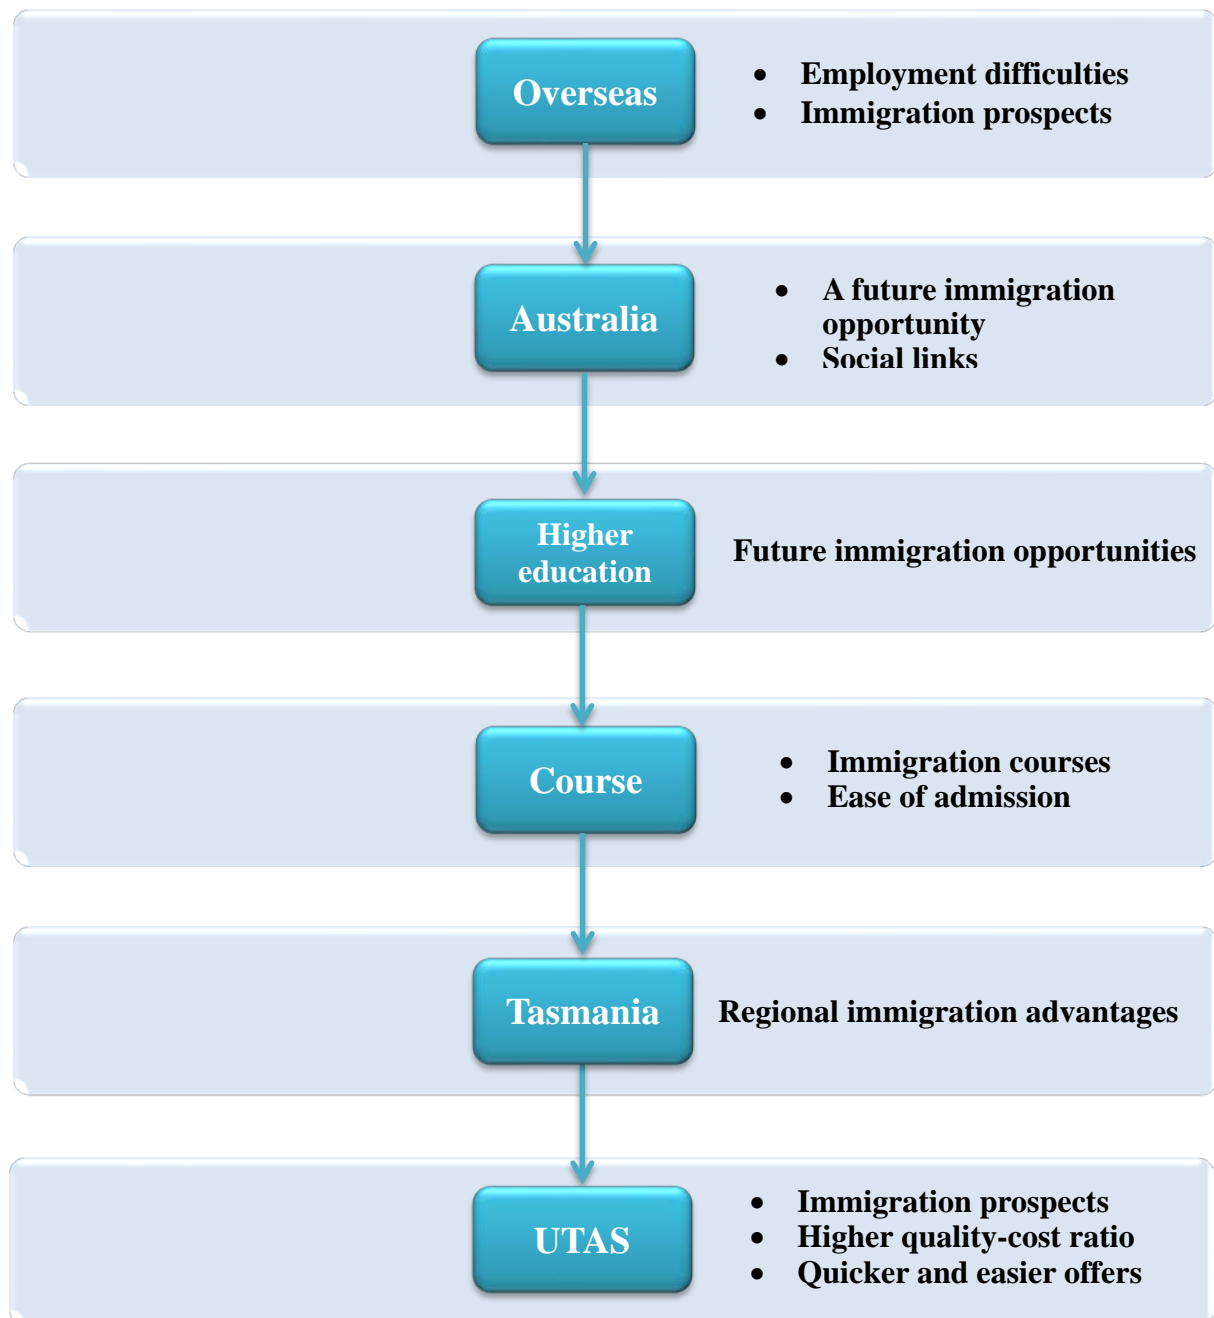 Overseas
• Employment difficulties
• Immigration prospects
Australia
• A future immigration
opportunity
• Social links
Higher
education
Future immigration opportunities
Course
• Immigration courses
• Ease of admission
Tasmania
Regional immigration advantages
UTAS
• Immigration prospects
• Higher quality-cost ratio
• Quicker and easier offers